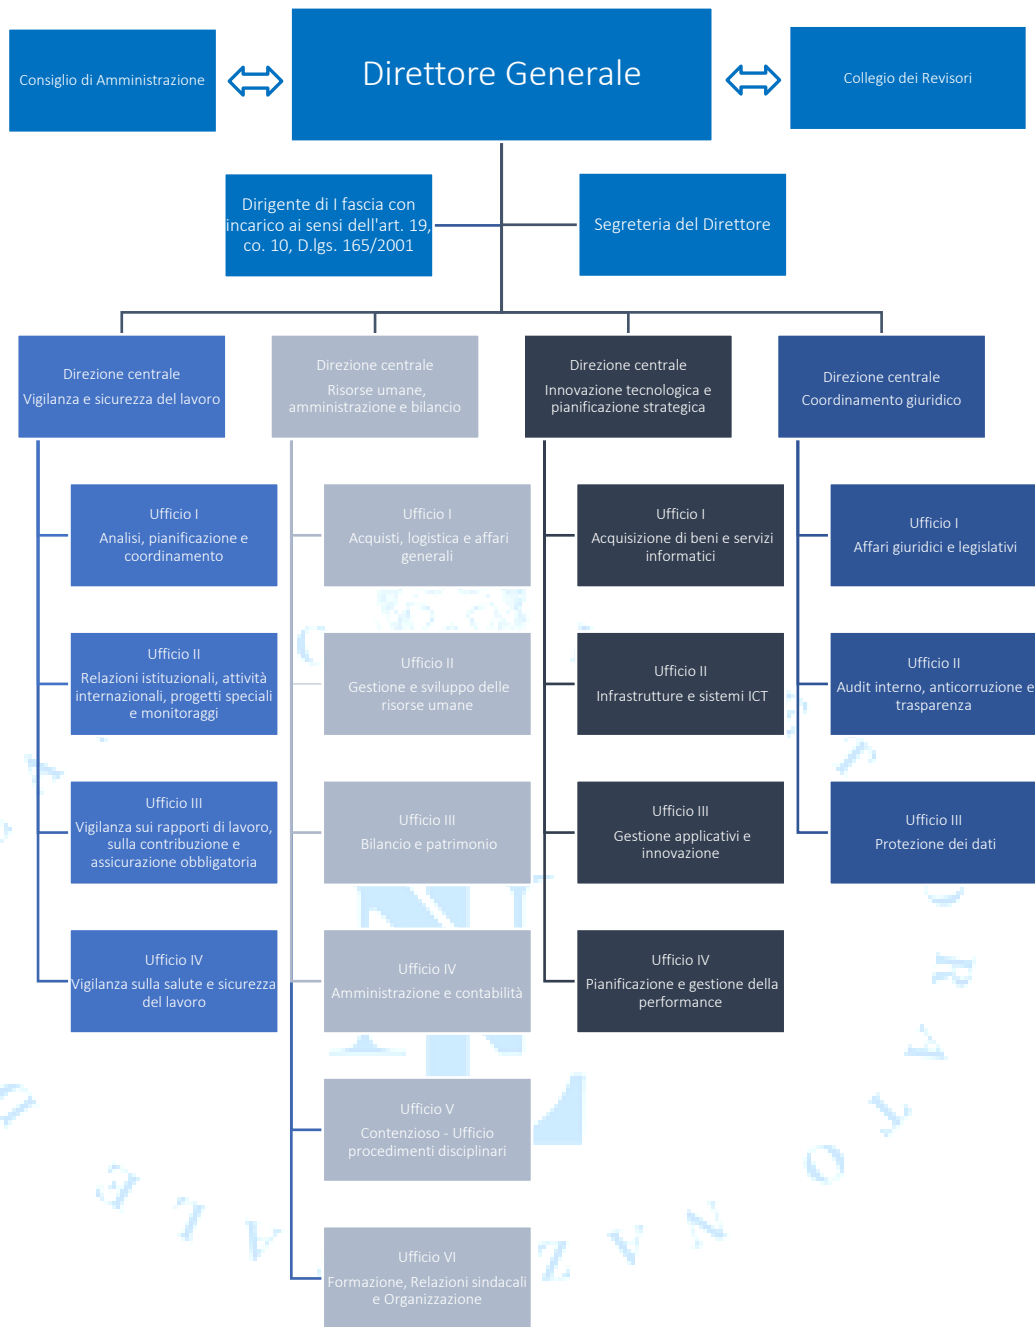 Consiglio di Amministrazione
Direttore Generale
Collegio dei Revisori
Dirigente di I fascia con
incarico ai sensi dell'art. 19,
co. 10, D.lgs. 165/2001
Segreteria del Direttore
Direzione centrale
Vigilanza e sicurezza del lavoro
Ufficio I
Analisi, pianificazione e
coordinamento
Ufficio II
Relazioni istituzionali, attività
internazionali, progetti speciali
e monitoraggi
Ufficio III
Vigilanza sui rapporti di lavoro,
sulla contribuzione e
assicurazione obbligatoria
Ufficio IV
Vigilanza sulla salute e sicurezza
del lavoro
Direzione centrale
Risorse umane,
amministrazione e bilancio
Ufficio I
Acquisti, logistica e affari
generali
Ufficio II
Gestione e sviluppo delle
risorse umane
Ufficio III
Bilancio e patrimonio
Ufficio IV
Amministrazione e contabilità
Ufficio V
Contenzioso - Ufficio
procedimenti disciplinari
Ufficio VI
Formazione, Relazioni sindacali
e Organizzazione
Direzione centrale
Innovazione tecnologica e
pianificazione strategica
Ufficio I
Acquisizione di beni e servizi
informatici
Ufficio II
Infrastrutture e sistemi ICT
Ufficio III
Gestione applicativi e
innovazione
Ufficio IV
Pianificazione e gestione della
performance
Direzione centrale
Coordinamento giuridico
Ufficio I
Affari giuridici e legislativi
Ufficio II
Audit interno, anticorruzione e
trasparenza
Ufficio III
Protezione dei dati